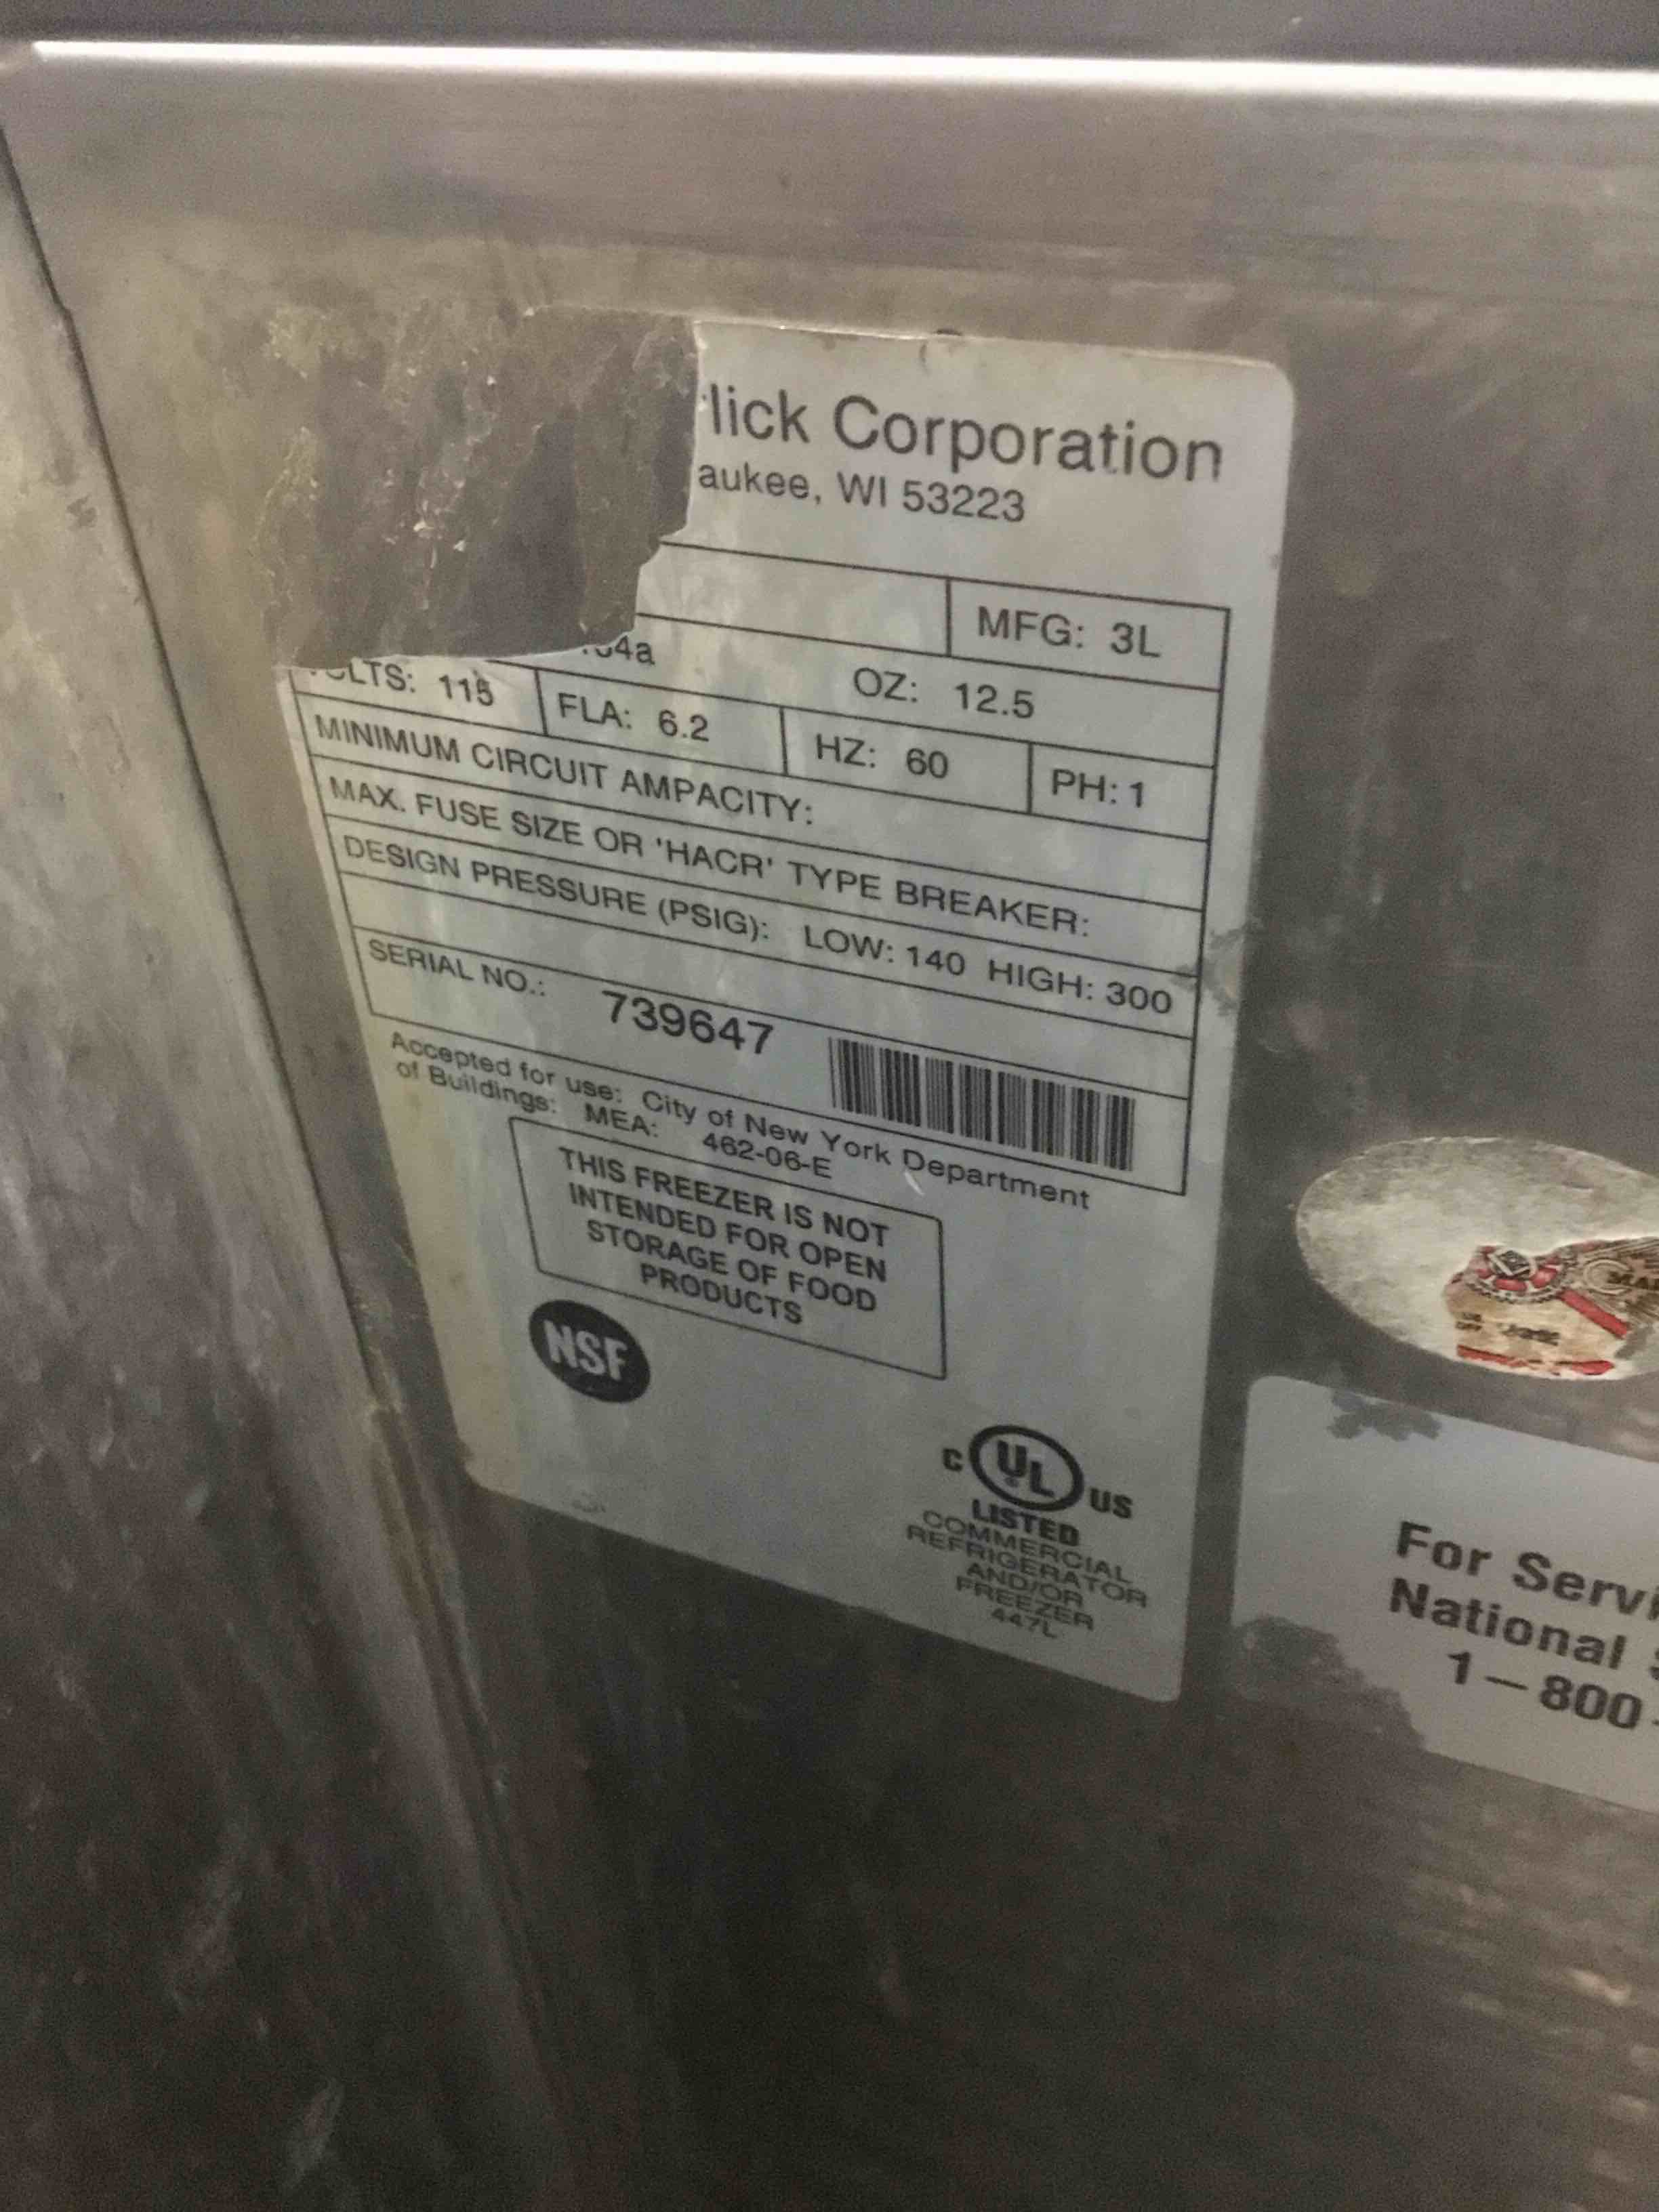 lick Corporation
aukee, WI 53223
MFG: 3L
4a OZ: 12.5
LTS: 115 FLA: 6.2 HZ: 60 PH: 1
MINIMUM CIRCUIT AMPACITY:
MAX. FUSE SIZE OR 'HACR' TYPE BREAKER:
DESIGN PRESSURE (PSIG): LOW: 140 HIGH: 300
SERIAL NO.: 739647
Accepted for use: City of New York Department
of Buildings: MEA: 462-06-E
THIS FREEZER IS NOT
INTENDED FOR OPEN
STORAGE OF FOOD
PRODUCTS
NSF
C UL US
LISTED
COMMERCIAL
REFRIGERATOR
AND/OR
FREEZER
447L
For Servi
National
1-800-